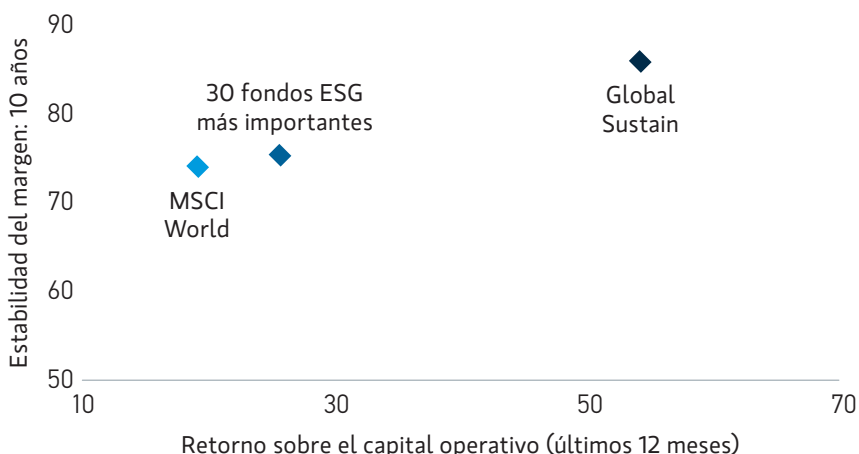 Estabilidad del margen: 10 años
90
80
70
60
50
30 fondos ESG
más importantes
Global
Sustain
MSCI
World
10
30
50
70
Retorno sobre el capital operativo (últimos 12 meses)